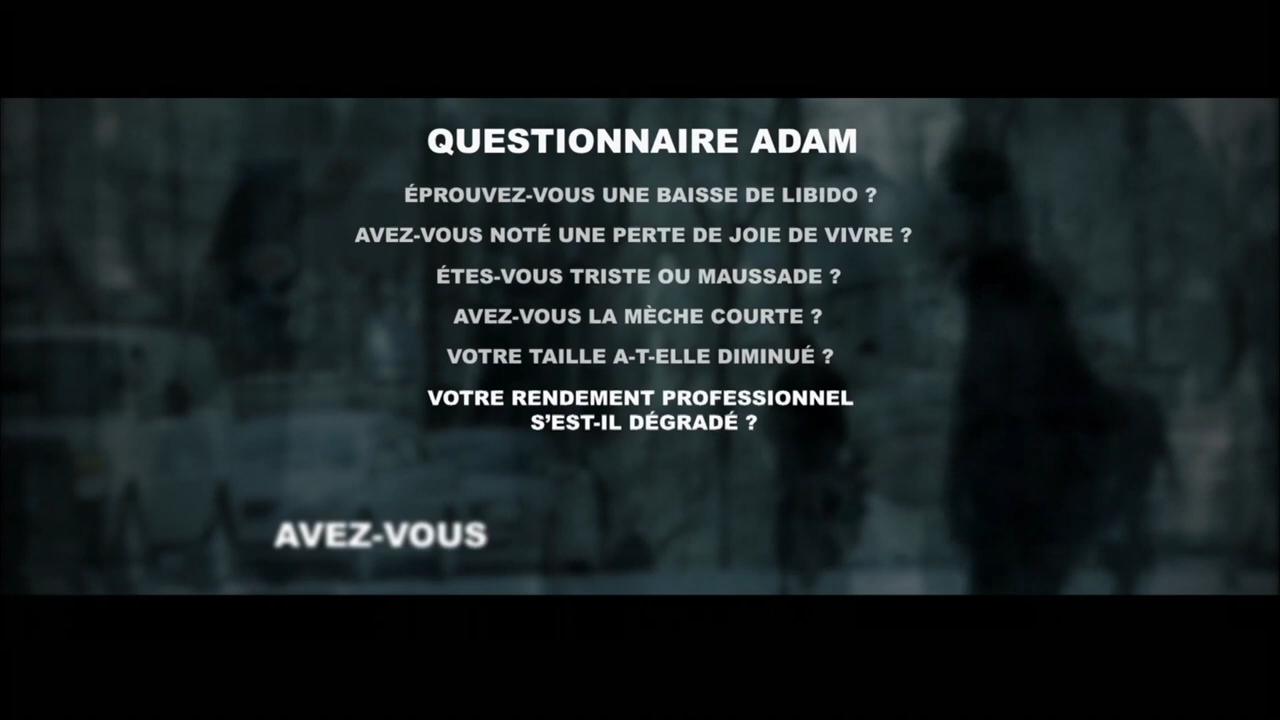 QUESTIONNAIRE ADAM
ÉPROUVEZ-VOUS UNE BAISSE DE LIBIDO ?
AVEZ-VOUS NOTÉ UNE PERTE DE JOIE DE VIVRE ?
ÉTES-VOUS TRISTE OU MAUSSADE ?
AVEZ-VOUS LA MÈCHE COURTE ?
VOTRE TAILLE A-T-ELLE DIMINUÉ ?
VOTRE RENDEMENT PROFESSIONNEL
S’EST-IL DÉGRADÉ ?
AVEZ-VOUS